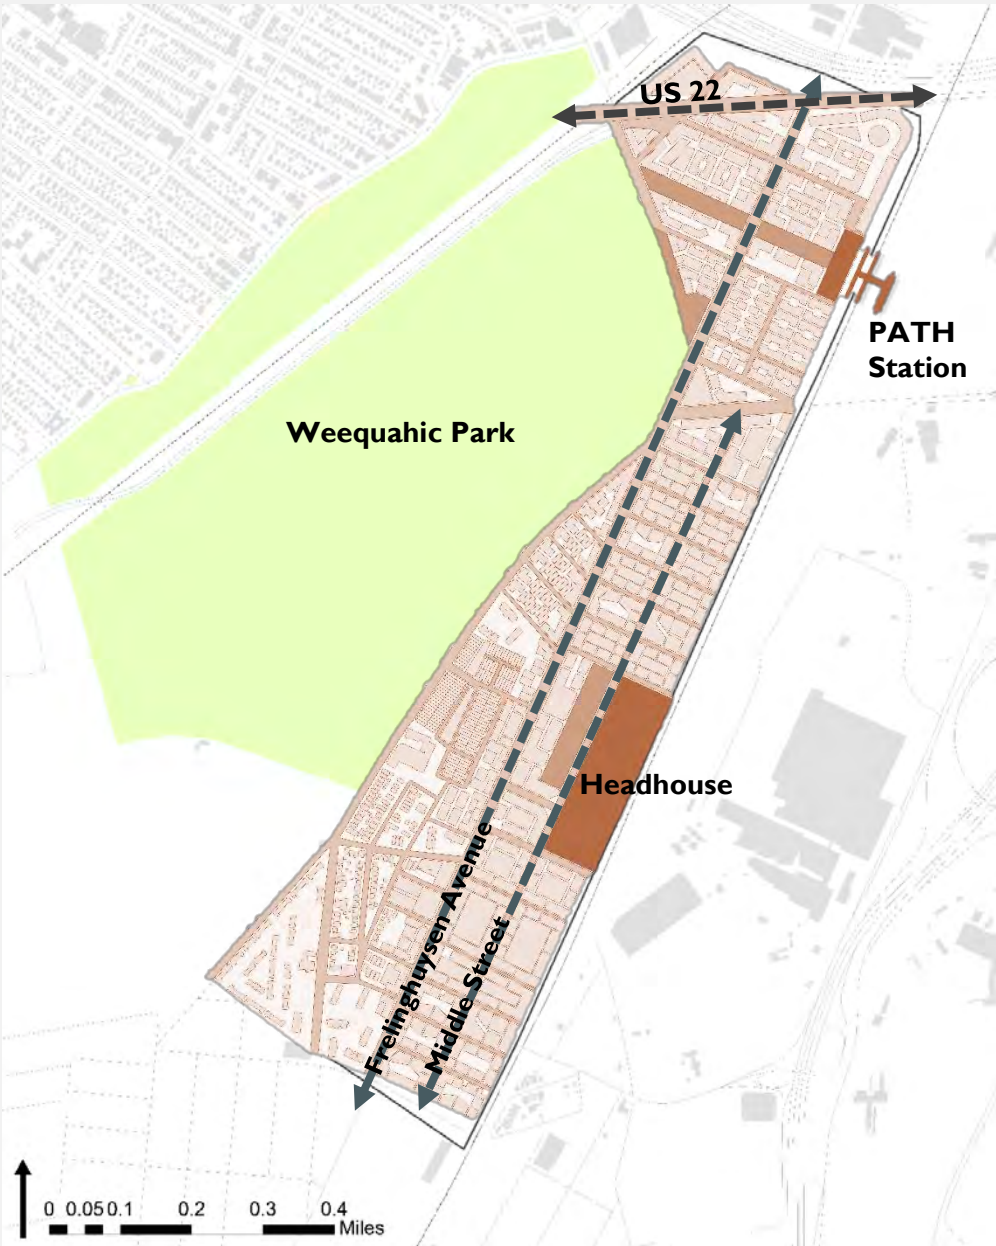 US 22
PATH
Station
Weequahic Park
Headhouse
Frelinghuysen Avenue
Middle Street
0 0.05 0.1 0.2 0.3 0.4
Miles